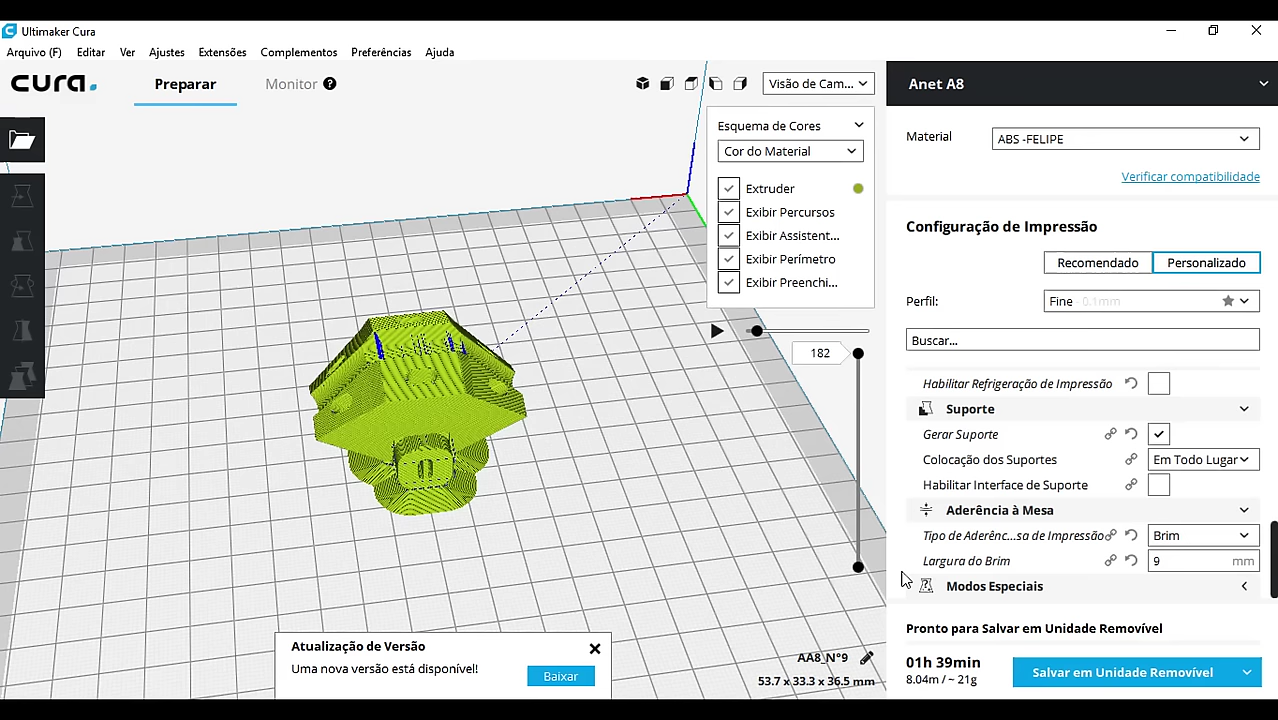 Ultimaker Cura
Arquivo (F) Editar Ver Ajustes Extensões Complementos Preferências Ajuda
cura.
Preparar
Monitor ?
Visão de Cam...
Esquema de Cores
Cor do Material
Extruder
Exibir Percursos
Exibir Assistent...
Exibir Perímetro
Exibir Preenchi...
182
Atualização de Versão
Uma nova versão está disponível!
Baixar
AA8_N°9
53.7 x 33.3 x 36.5 mm
Anet A8
Material ABS -FELIPE
Verificar compatibilidade
Configuração de Impressão
Recomendado Personalizado
Perfil: Fine - 0.1mm
Buscar...
Habilitar Refrigeração de Impressão
Suporte
Gerar Suporte
Colocação dos Suportes Em Todo Lugar
Habilitar Interface de Suporte
Aderência à Mesa
Tipo de Aderênc...sa de Impressão Brim
Largura do Brim 9 mm
Modos Especiais
Pronto para Salvar em Unidade Removível
01h 39min
8.04m / ~ 21g
Salvar em Unidade Removível